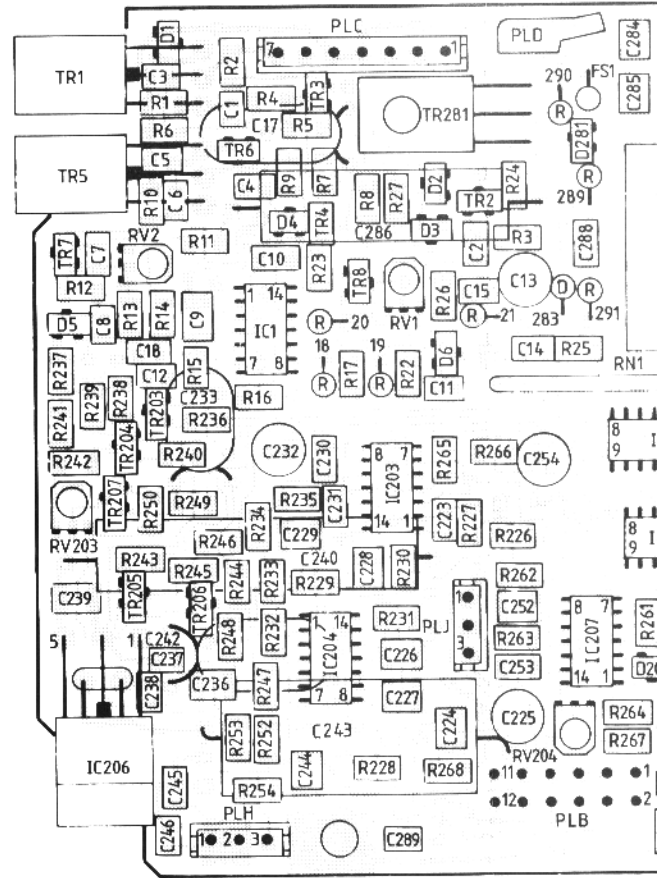 PLC
PLD
C284
D1
7
1
290
FS1
TR1
C3
R2
TR3
C285
R1
C1
R4
R
TR281
R6
C17
R5
D281
TR6
C5
TR5
R
C4
R9
R7
D2
R24
289
R10
C6
R8
R27
TR2
D4
TR4
C286
D3
C2
R3
C288
TR7
C7
RV2
R11
C10
R23
TR8
R12
R26
C15
C13
D
R
D5
C8
R13
R14
C9
1
14
IC1
R
20
RV1
R
21
283
291
7
8
18
19
D6
C18
C14
R25
RN1
R237
C12
R15
R
R17
R
R22
C11
R239
R238
TR203
C233
R16
R241
R236
TR204
C232
C230
8
7
IC203
R265
R266
C254
8
9
I
R242
R240
TR207
R250
R249
R235
C231
14
1
C223
R227
8
9
I
RV203
R246
R234
C229
R226
R243
C240
C228
R230
R245
R244
R233
R229
R262
C239
TR205
TR206
1
C252
8
7
IC207
R261
5
1
C242
R248
R232
1
14
IC204
R231
PLJ
3
R263
C237
C226
C253
14
1
D20
C238
C236
R247
7
8
C227
C225
R264
R253
R252
C243
C224
RV204
R267
IC206
C244
R228
R268
11
1
C245
R254
12
2
PLH
PLB
C246
1
2
3
C289